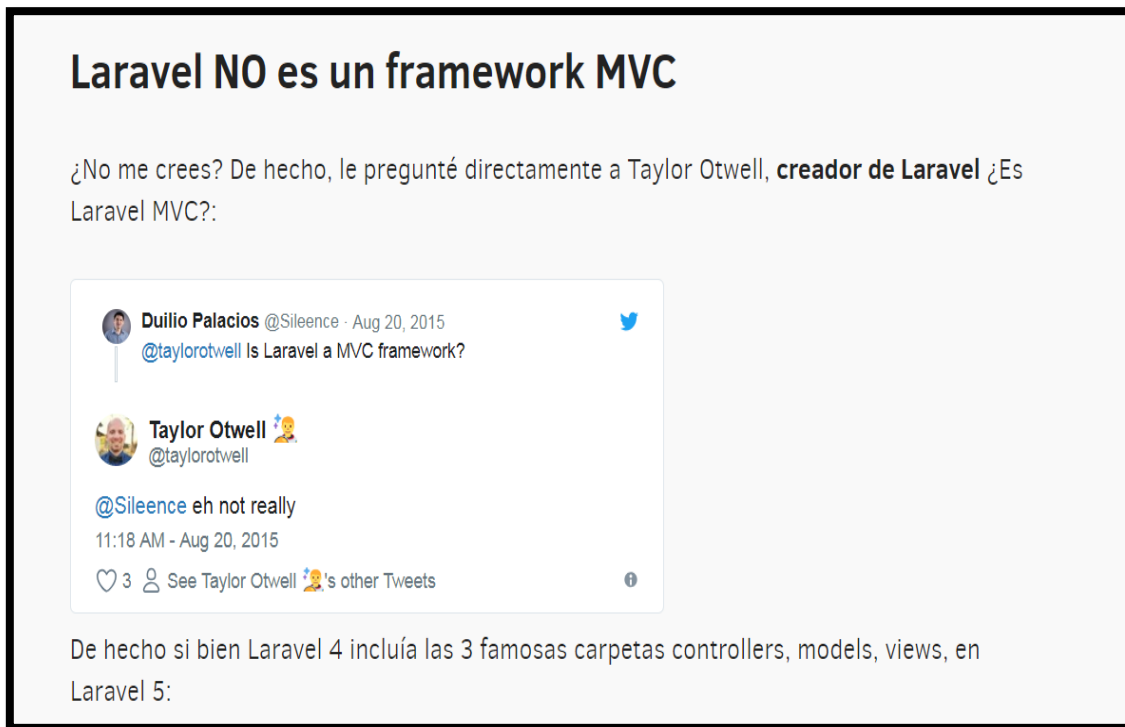 Laravel NO es un framework MVC
¿No me crees? De hecho, le pregunté directamente a Taylor Otwell, creador de Laravel ¿Es
Laravel MVC?:
Duilio Palacios @Sileence · Aug 20, 2015
@taylorotwell Is Laravel a MVC framework?
Taylor Otwell
@taylorotwell
@Sileence eh not really
11:18 AM - Aug 20, 2015
3 See Taylor Otwell 's other Tweets
De hecho si bien Laravel 4 incluía las 3 famosas carpetas controllers, models, views, en
Laravel 5: